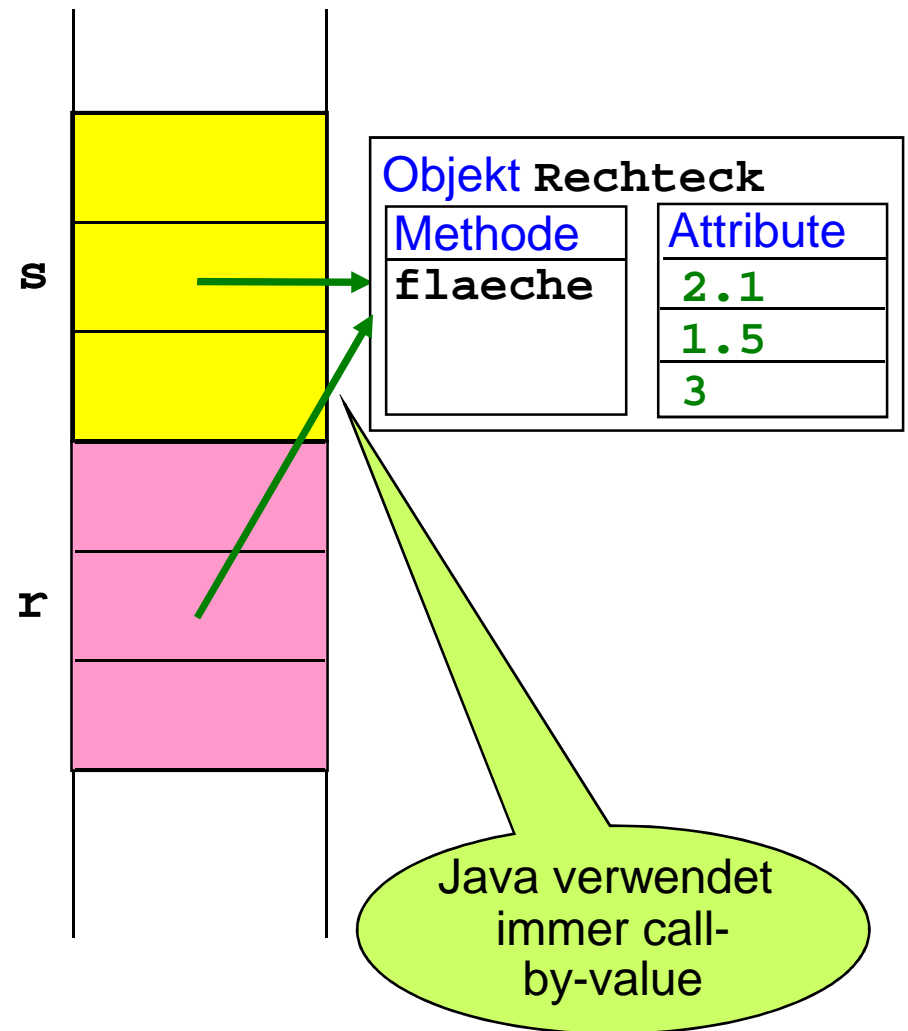 Objekt Rechteck
Methode
Attribute
s
flaeche
2.1
1.5
3
r
Java verwendet
immer call-
by-value